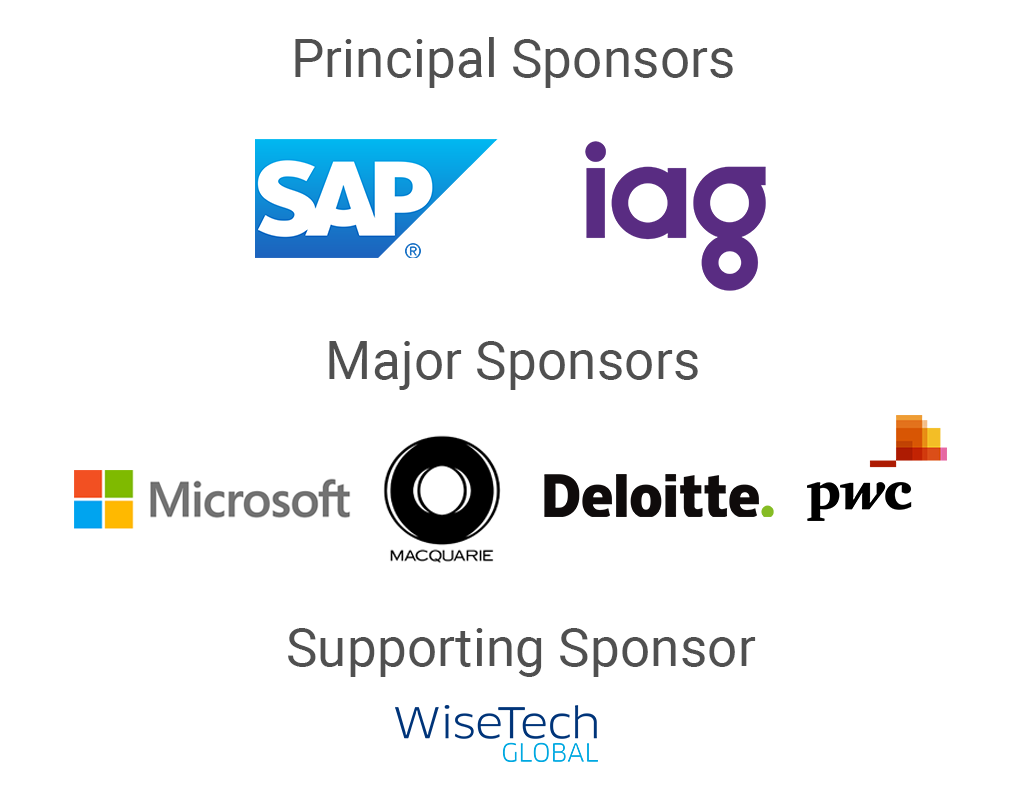 Principal Sponsors
SAP ®
iag
Major Sponsors
Microsoft
MACQUARIE
Deloitte.
pwc
Supporting Sponsor
WiseTech
GLOBAL